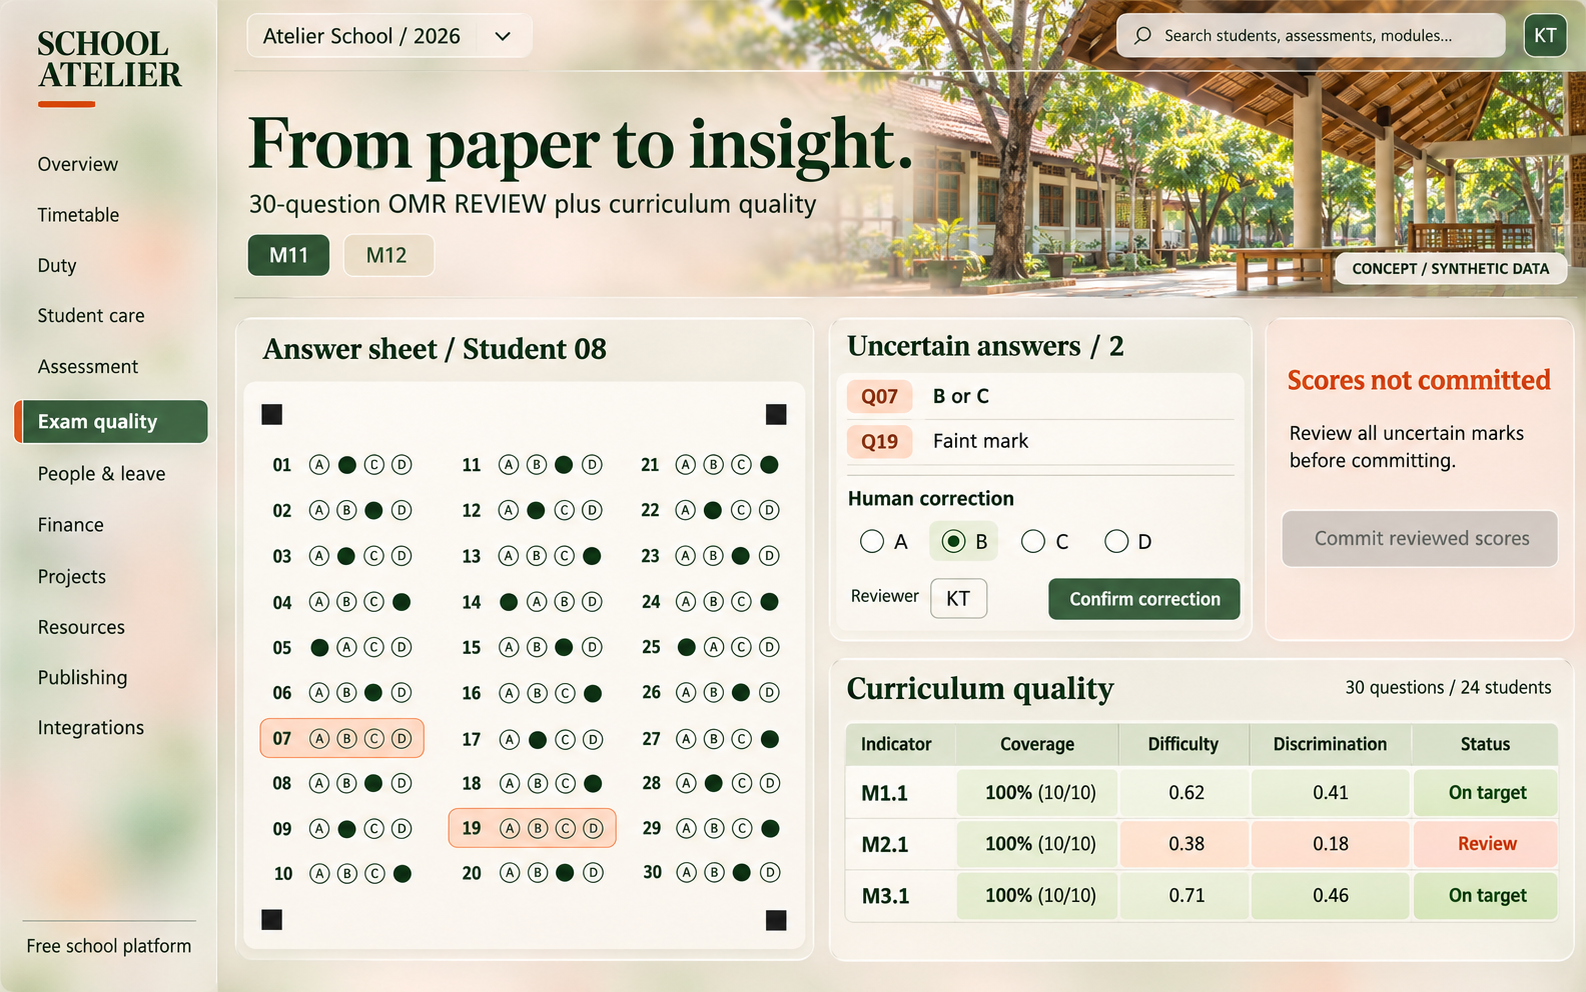 SCHOOL
ATELIER
Overview
Timetable
Duty
Student care
Assessment
Exam quality
People & leave
Finance
Projects
Resources
Publishing
Integrations
Free school platform
Atelier School / 2026
Search students, assessments, modules...
KT
From paper to insight.
30-question OMR REVIEW plus curriculum quality
M11
M12
CONCEPT / SYNTHETIC DATA
Answer sheet / Student 08
01 A C D
02 A B D
03 A C D
04 A B C
05 A C D
06 A B D
07 A B C D
08 A B D
09 A C D
10 A B C
11 A B D
12 A C D
13 A B C
14 A B D
15 A B D
16 A B C
17 A C D
18 A B C
19 A B C D
20 A B D
21 A B C
22 A C D
23 A B D
24 A B C
25 A C D
26 A B D
27 A B C
28 A C D
29 A B C
30 A B D
Uncertain answers / 2
Q07 B or C
Q19 Faint mark
Human correction
A B C D
Reviewer KT Confirm correction
Scores not committed
Review all uncertain marks
before committing.
Commit reviewed scores
Curriculum quality
30 questions / 24 students
Indicator Coverage Difficulty Discrimination Status
M1.1 100% (10/10) 0.62 0.41 On target
M2.1 100% (10/10) 0.38 0.18 Review
M3.1 100% (10/10) 0.71 0.46 On target